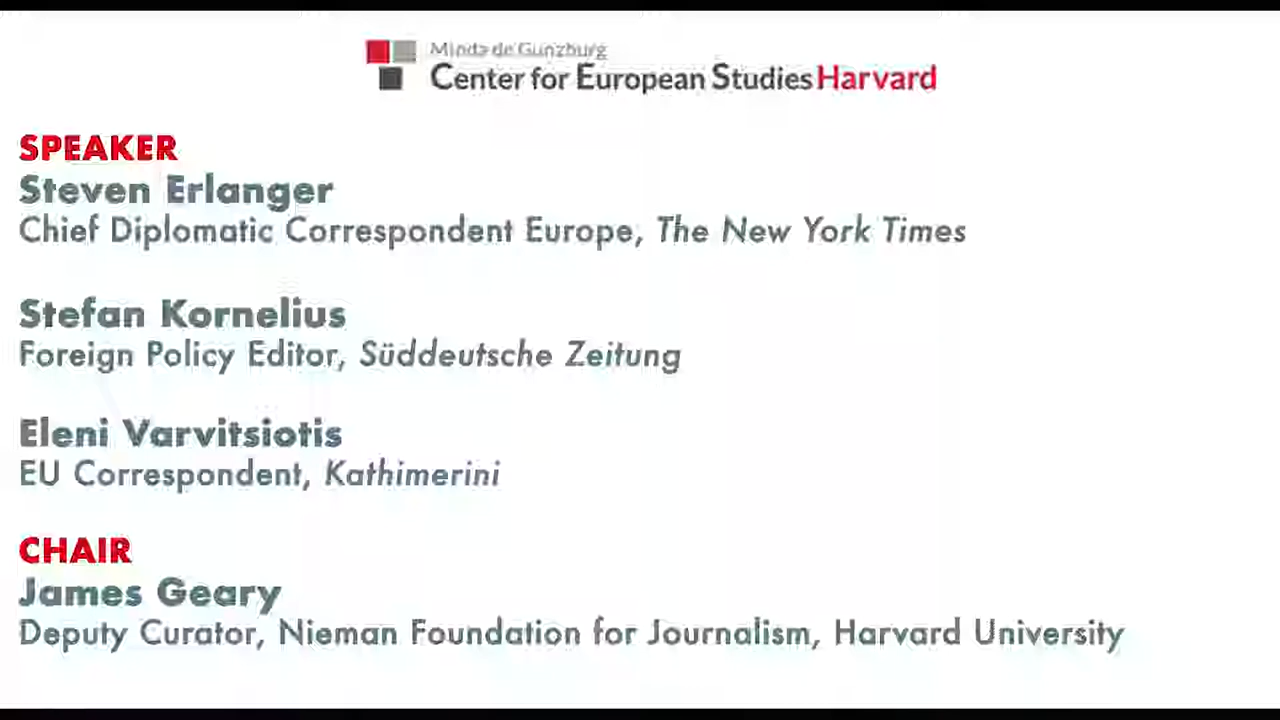 Minda de Gunzburg
Center for European Studies Harvard
SPEAKER
Steven Erlanger
Chief Diplomatic Correspondent Europe, The New York Times
Stefan Kornelius
Foreign Policy Editor, Süddeutsche Zeitung
Eleni Varvitsiotis
EU Correspondent, Kathimerini
CHAIR
James Geary
Deputy Curator, Nieman Foundation for Journalism, Harvard University